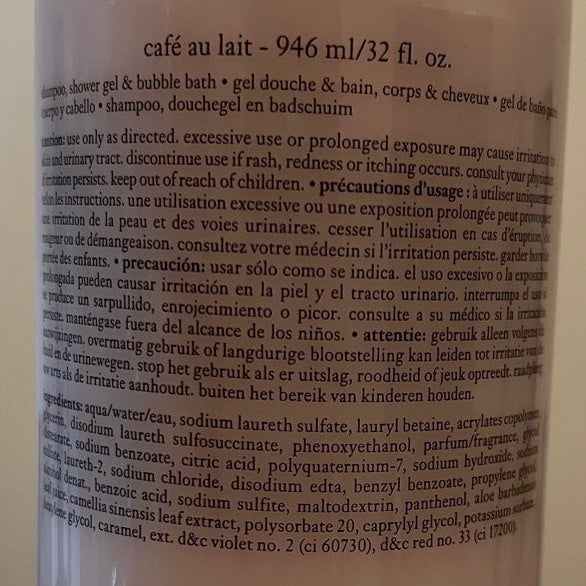 café au lait - 946 ml/32 fl. oz.
shampoo, shower gel & bubble bath • gel douche & bain, corps & cheveux • gel de baño para
cuerpo y cabello • shampoo, douchegel en badschuim
caution: use only as directed. excessive use or prolonged exposure may cause irritation to
skin and urinary tract. discontinue use if rash, redness or itching occurs. consult your physician
if irritation persists. keep out of reach of children. • précautions d'usage : à utiliser uniquement
selon les instructions. une utilisation excessive ou une exposition prolongée peut provoquer
une irritation de la peau et des voies urinaires. cesser l'utilisation en cas d'éruption, de
rougeur ou de démangeaison. consultez votre médecin si l'irritation persiste. garder hors de
portée des enfants. • precaución: usar sólo como se indica. el uso excesivo o la exposición
prolongada pueden causar irritación en la piel y el tracto urinario. interrumpa el uso si
se produce un sarpullido, enrojecimiento o picor. consulte a su médico si la irritación
persiste. manténgase fuera del alcance de los niños. • attentie: gebruik alleen volgens de
aanwijzingen. overmatig gebruik of langdurige blootstelling kan leiden tot irritatie van de
huid en de urinewegen. stop het gebruik als er uitslag, roodheid of jeuk optreedt. raadpleeg
uw arts als de irritatie aanhoudt. buiten het bereik van kinderen houden.
ingredients: aqua/water/eau, sodium laureth sulfate, lauryl betaine, acrylates copolymer,
glycerin, disodium laureth sulfosuccinate, phenoxyethanol, parfum/fragrance, glycol
distearate, sodium benzoate, citric acid, polyquaternium-7, sodium hydroxide, sodium
sulfate, laureth-2, sodium chloride, disodium edta, benzyl benzoate, propylene glycol,
alcohol denat., benzoic acid, sodium sulfite, maltodextrin, panthenol, aloe barbadensis
leaf juice, camellia sinensis leaf extract, polysorbate 20, caprylyl glycol, potassium sorbate,
glycol, caramel, ext. d&c violet no. 2 (ci 60730), d&c red no. 33 (ci 17200).